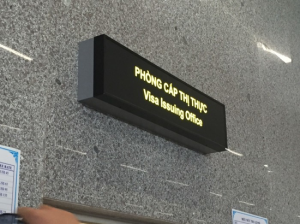 PHÒNG CẤP THỊ THỰC
Visa Issuing Office